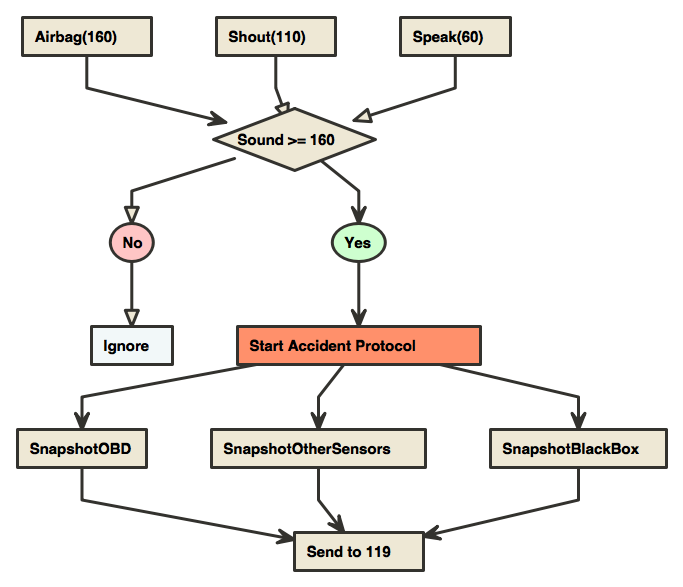 Airbag(160)
Shout(110)
Speak(60)
Sound >= 160
No
Yes
Ignore
Start Accident Protocol
SnapshotOBD
SnapshotOtherSensors
SnapshotBlackBox
Send to 119